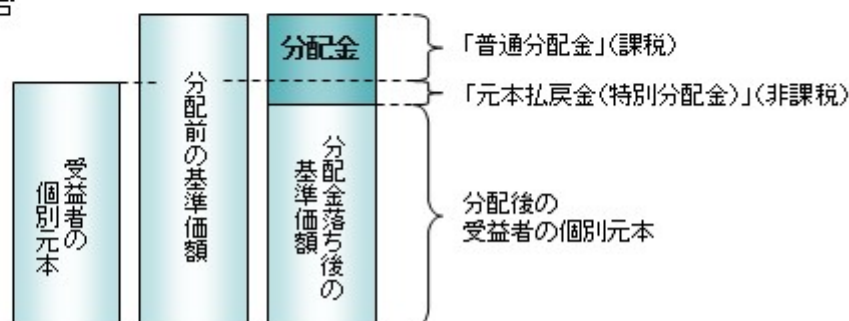 受益者の
個別元本
分配前の基準価額
分配金
分配金落ち後の
基準価額
「普通分配金」(課税)
「元本払戻金(特別分配金)」(非課税)
分配後の
受益者の個別元本